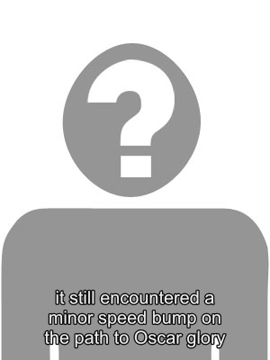 ?
it still encountered a
minor speed bump on
the path to Oscar glory